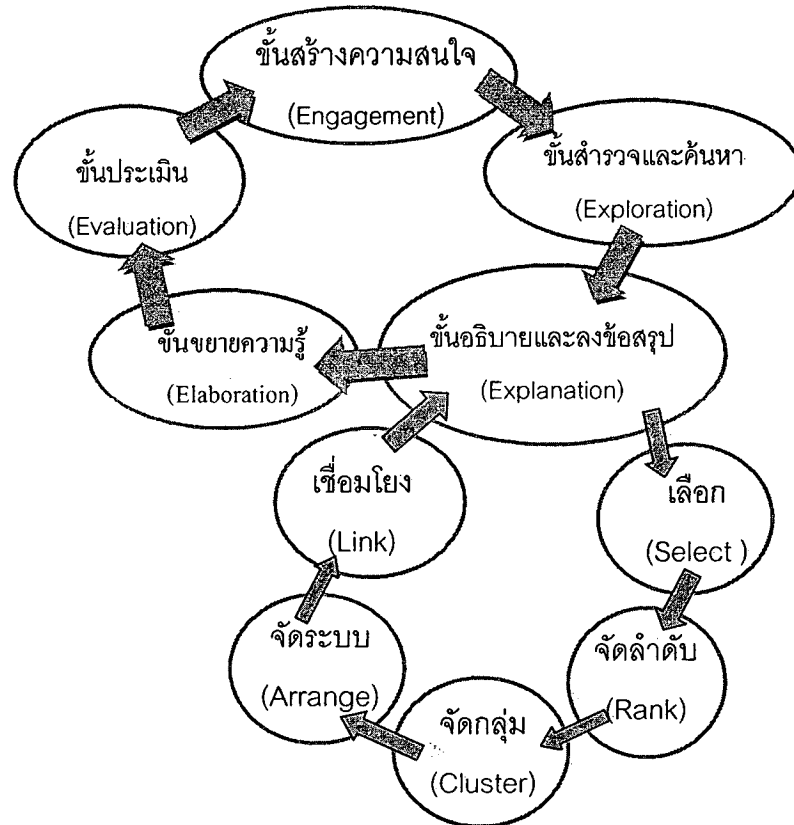 ขั้นสร้างความสนใจ
(Engagement)
ขั้นสำรวจและค้นหา
(Exploration)
ขั้นประเมิน
(Evaluation)
ขั้นอธิบายและลงข้อสรุป
(Explanation)
ขั้นขยายความรู้
(Elaboration)
เชื่อมโยง
(Link)
เลือก
(Select )
จัดระบบ
(Arrange)
จัดลำดับ
(Rank)
จัดกลุ่ม
(Cluster)